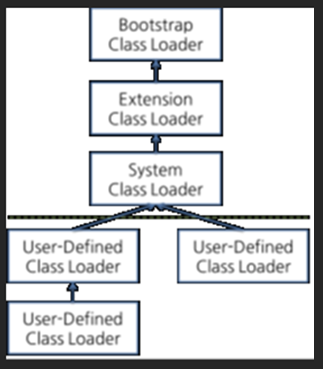 Bootstrap
Class Loader
Extension
Class Loader
System
Class Loader
User-Defined
Class Loader
User-Defined
Class Loader
User-Defined
Class Loader